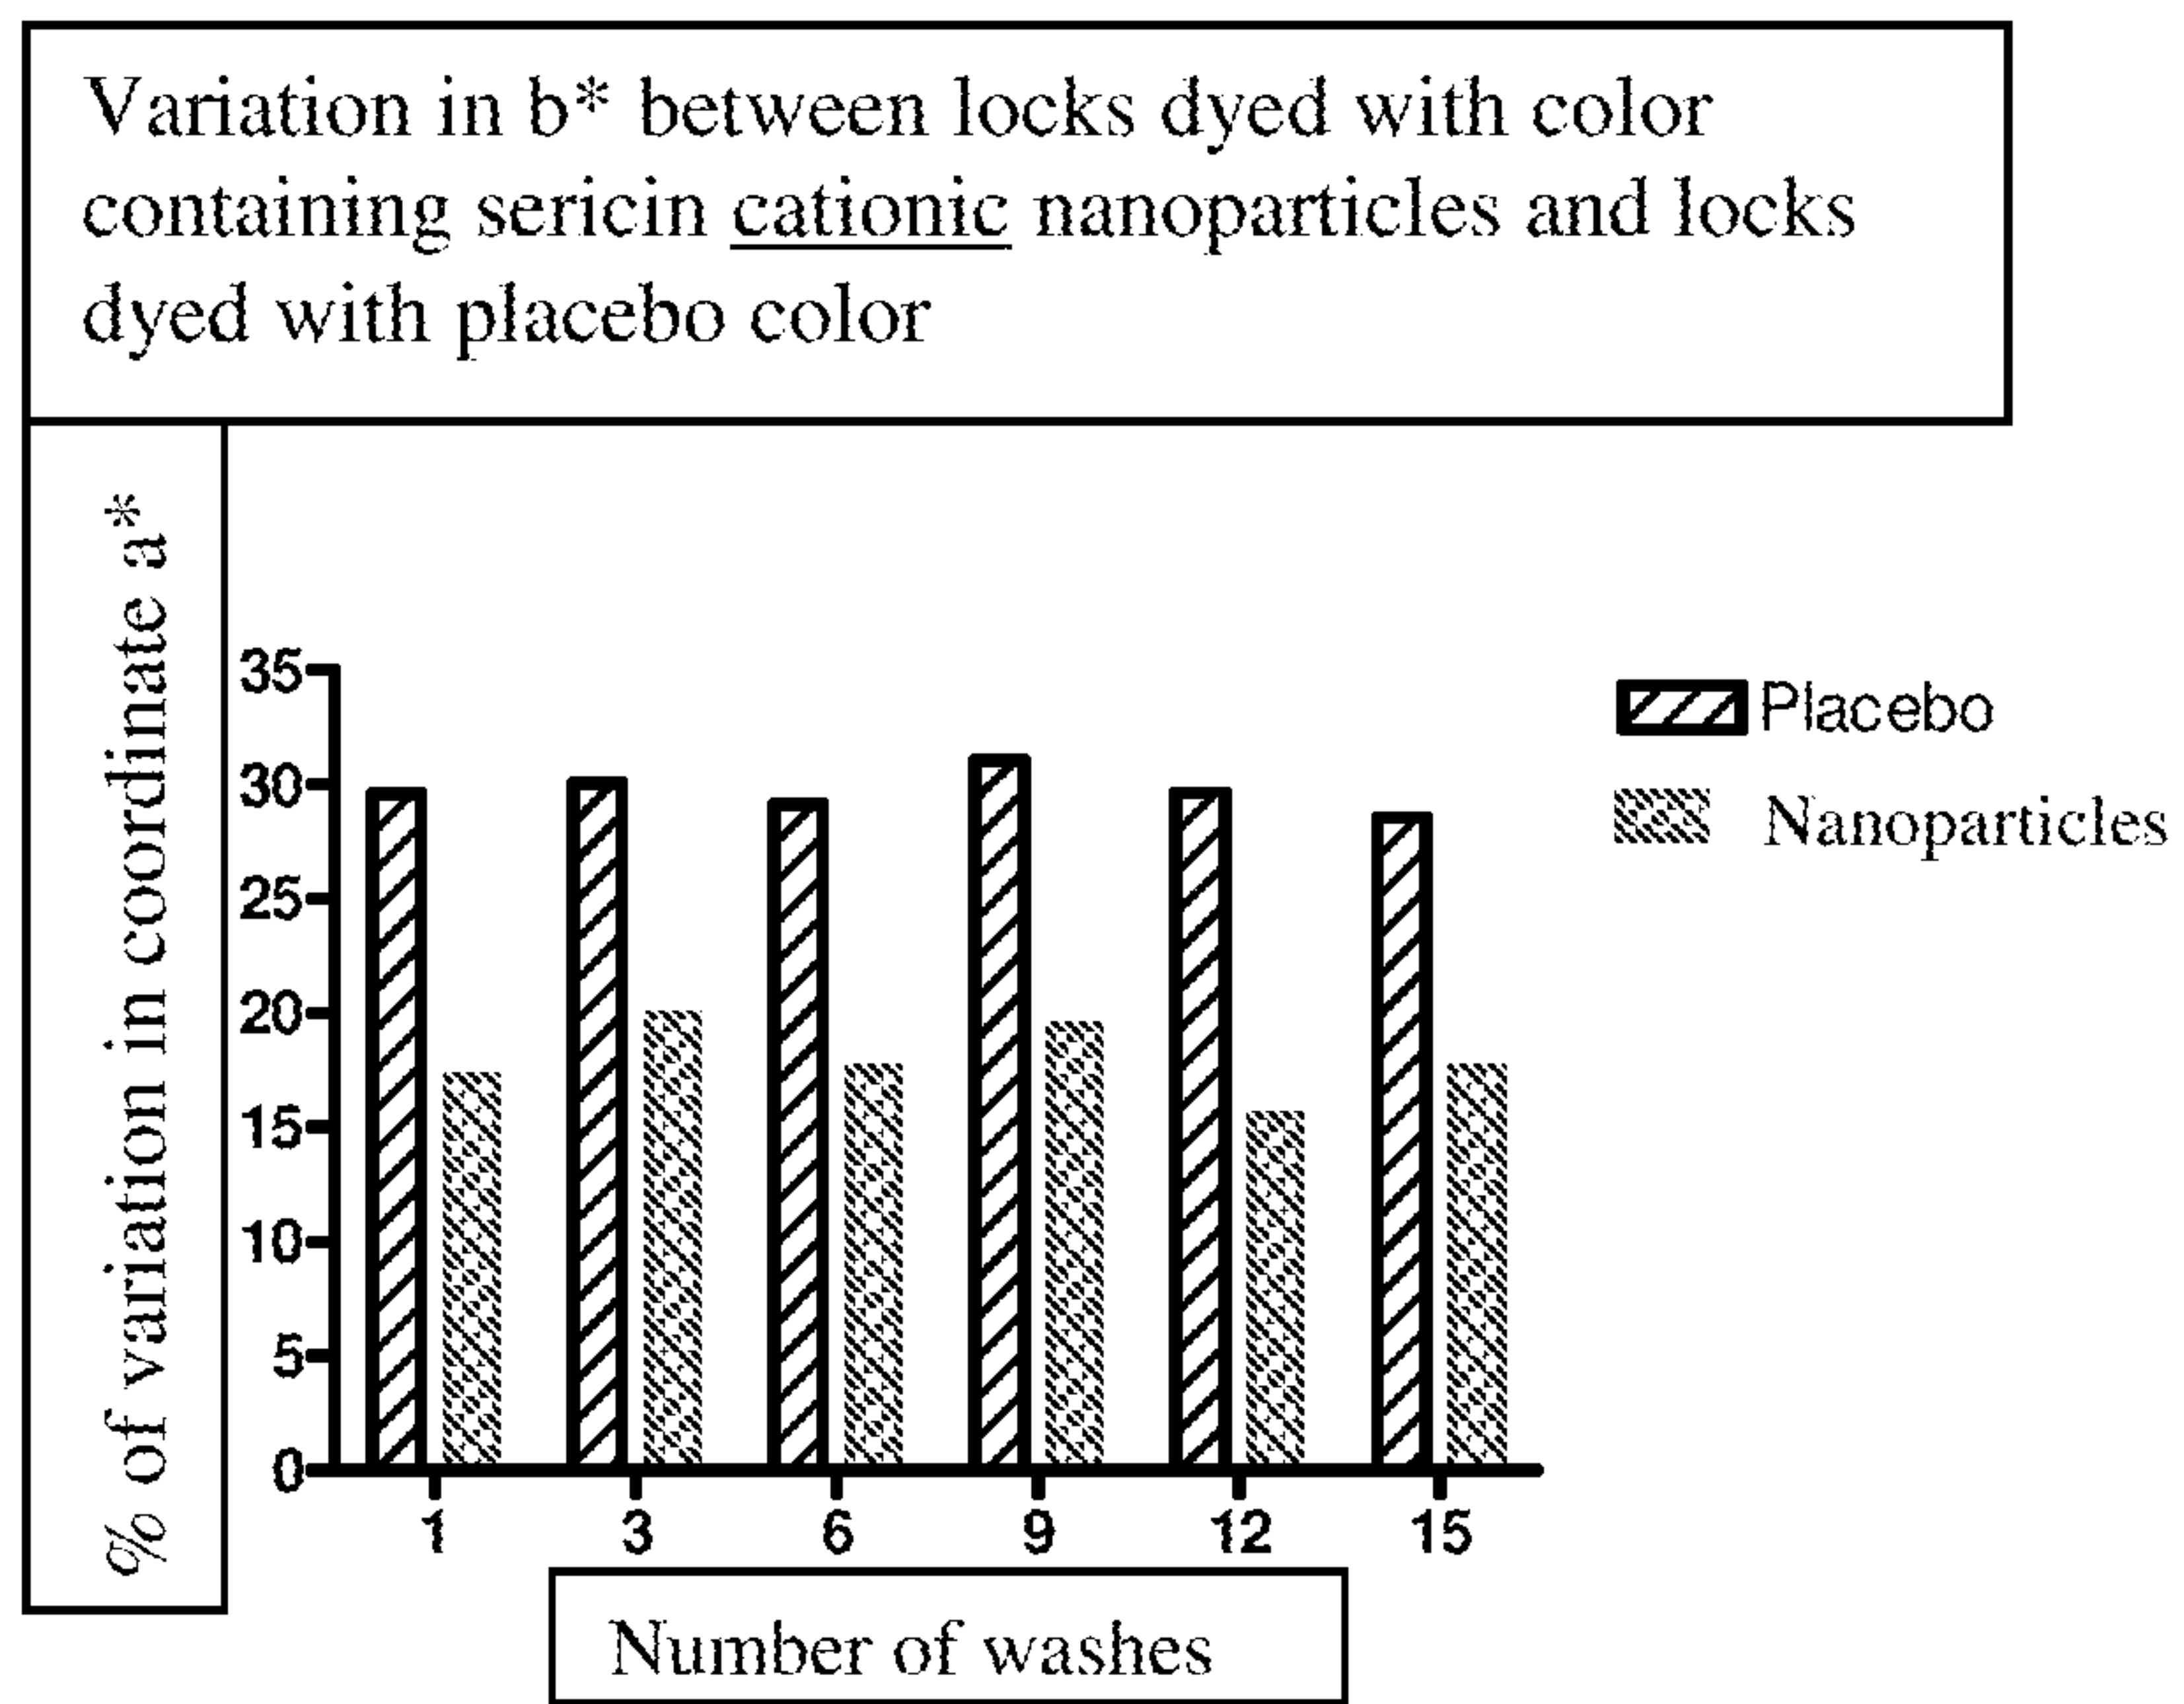 Variation in b* between locks dyed with color
containing sericin cationic nanoparticles and locks
dyed with placebo color
% of variation in coordinate a*
35
30
25
20
15
10
5
0
Placebo
Nanoparticles
1 3 6 9 12 15
Number of washes